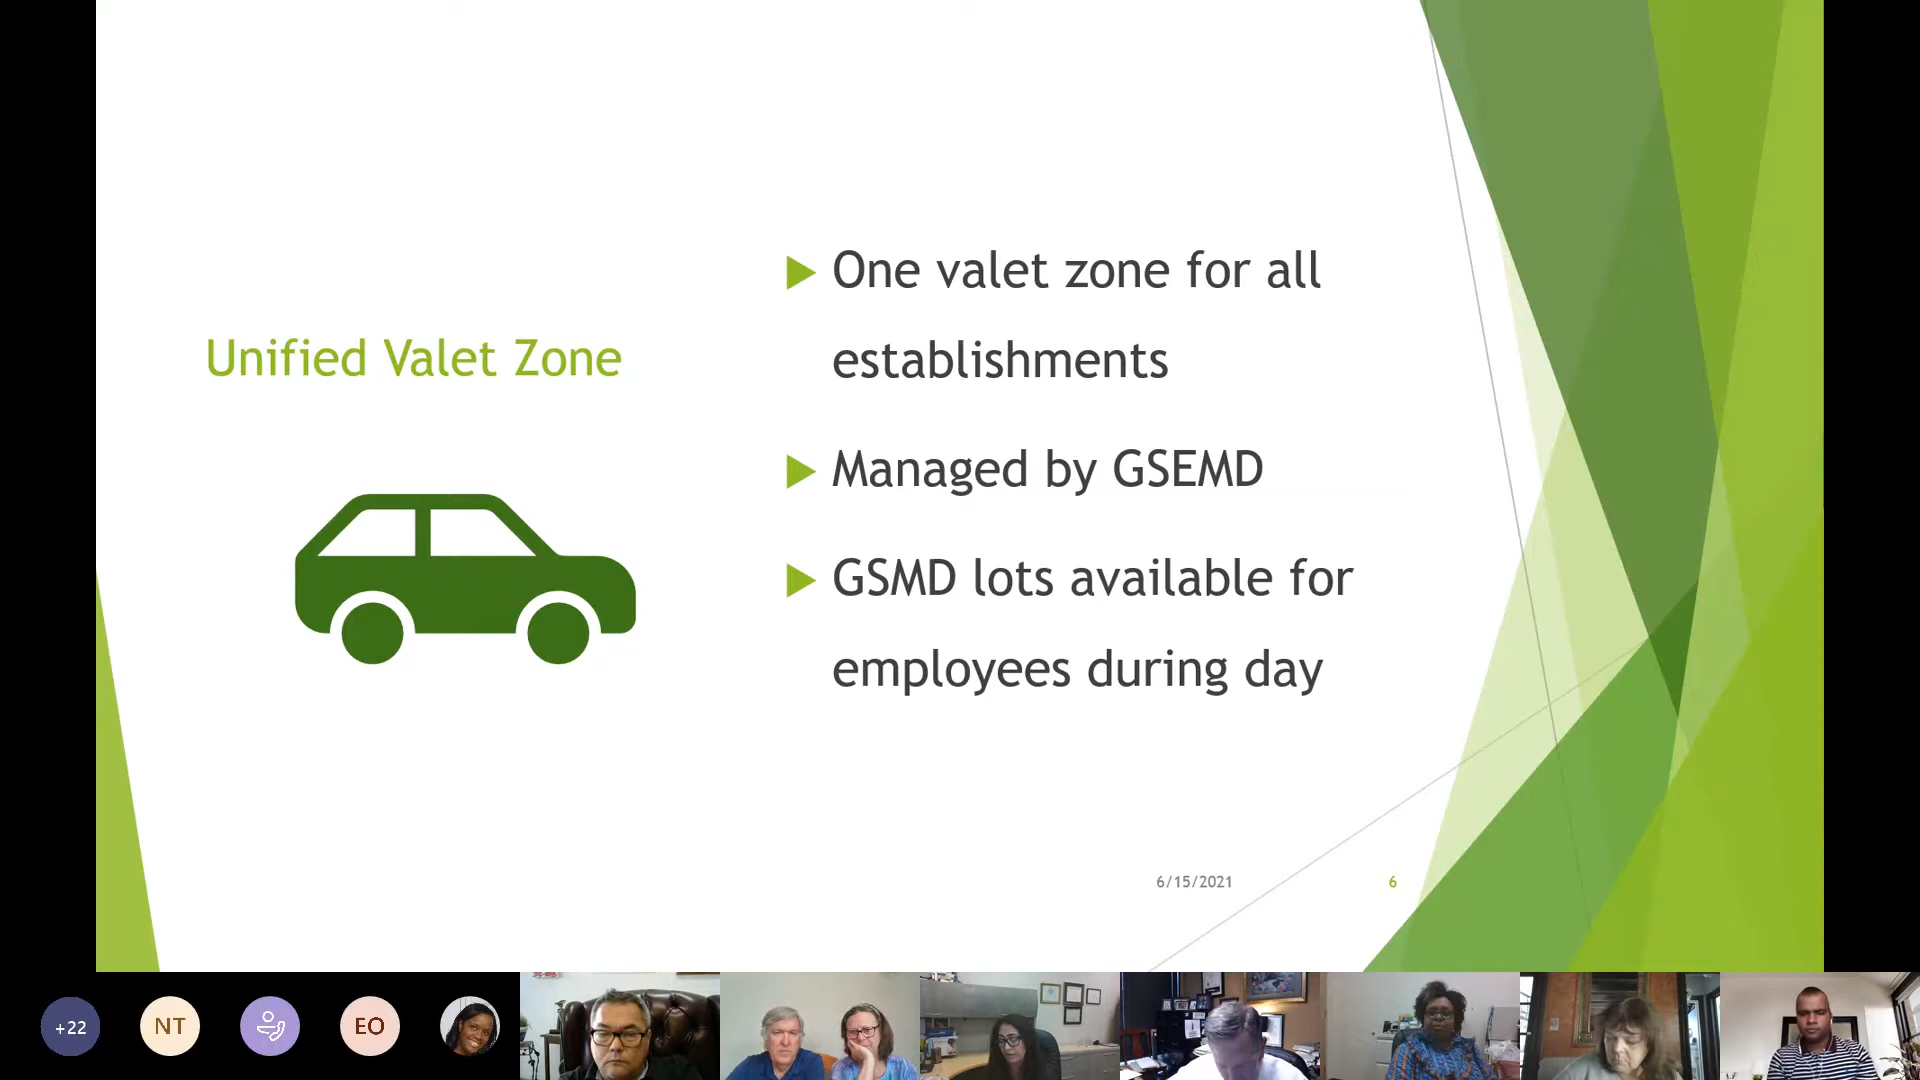 Unified Valet Zone
One valet zone for all
establishments
Managed by GSEMD
GSMD lots available for
employees during day
6/15/2021
6
+22
NT
EO